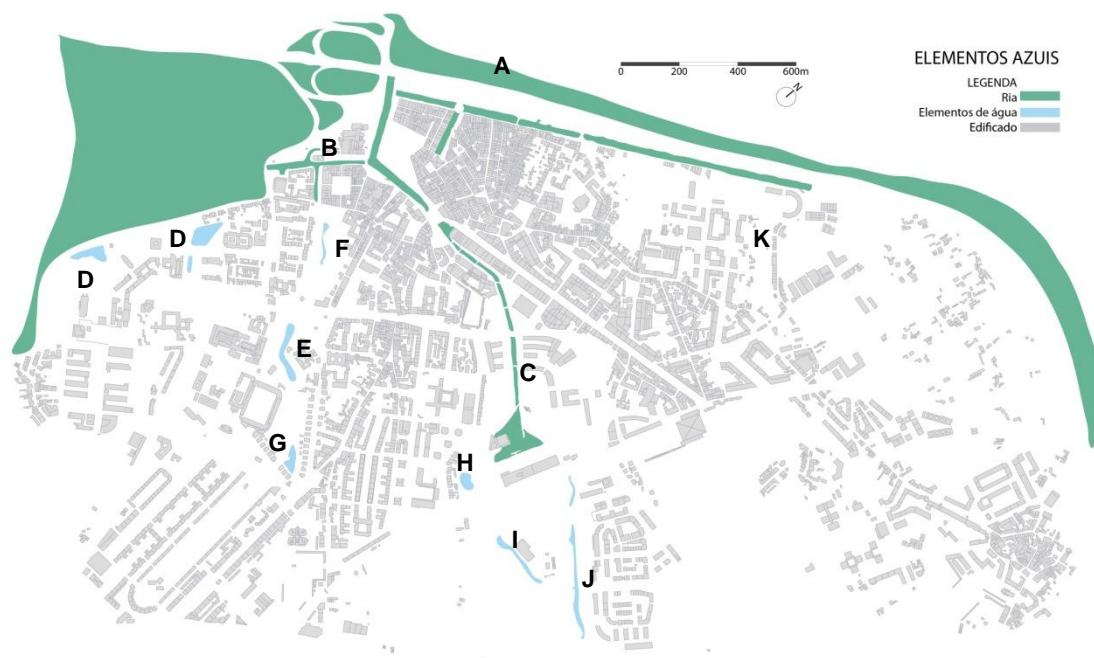 ELEMENTOS AZUIS
LEGENDA
Ria
Elementos de água
Edificado
0 200 400 600m
N
A
B
K
D
F
D
E
C
G
H
I
J